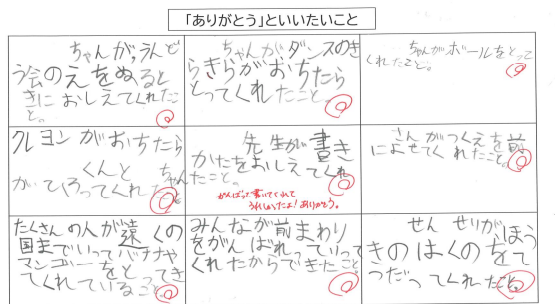 「ありがとう」といいたいこと
ちゃんが,うんど
う会のえをぬると
きにおしえてくれたこ
と。
ちゃんがダンスのき
らきらがおちたら
とってくれたこと。
ちゃんがボールをとって
くれたこと。
クレヨンがおちたら
くんと ちゃん
がひろってくれたこと
先生が書き
かたをおしえてくれ
たこと。
がんばって書いてくれて
うれしかったよ!ありがとう。
さんがつくえを前
によせてくれたこと。
たくさんの人が遠くの
国までいってバナナや
マンゴーをとってき
てくれていること。
みんなが前まわり
をがんばれっていって
くれたからできたこと。
せん せりがほう
きのはくのをて
つだってくれたこと。